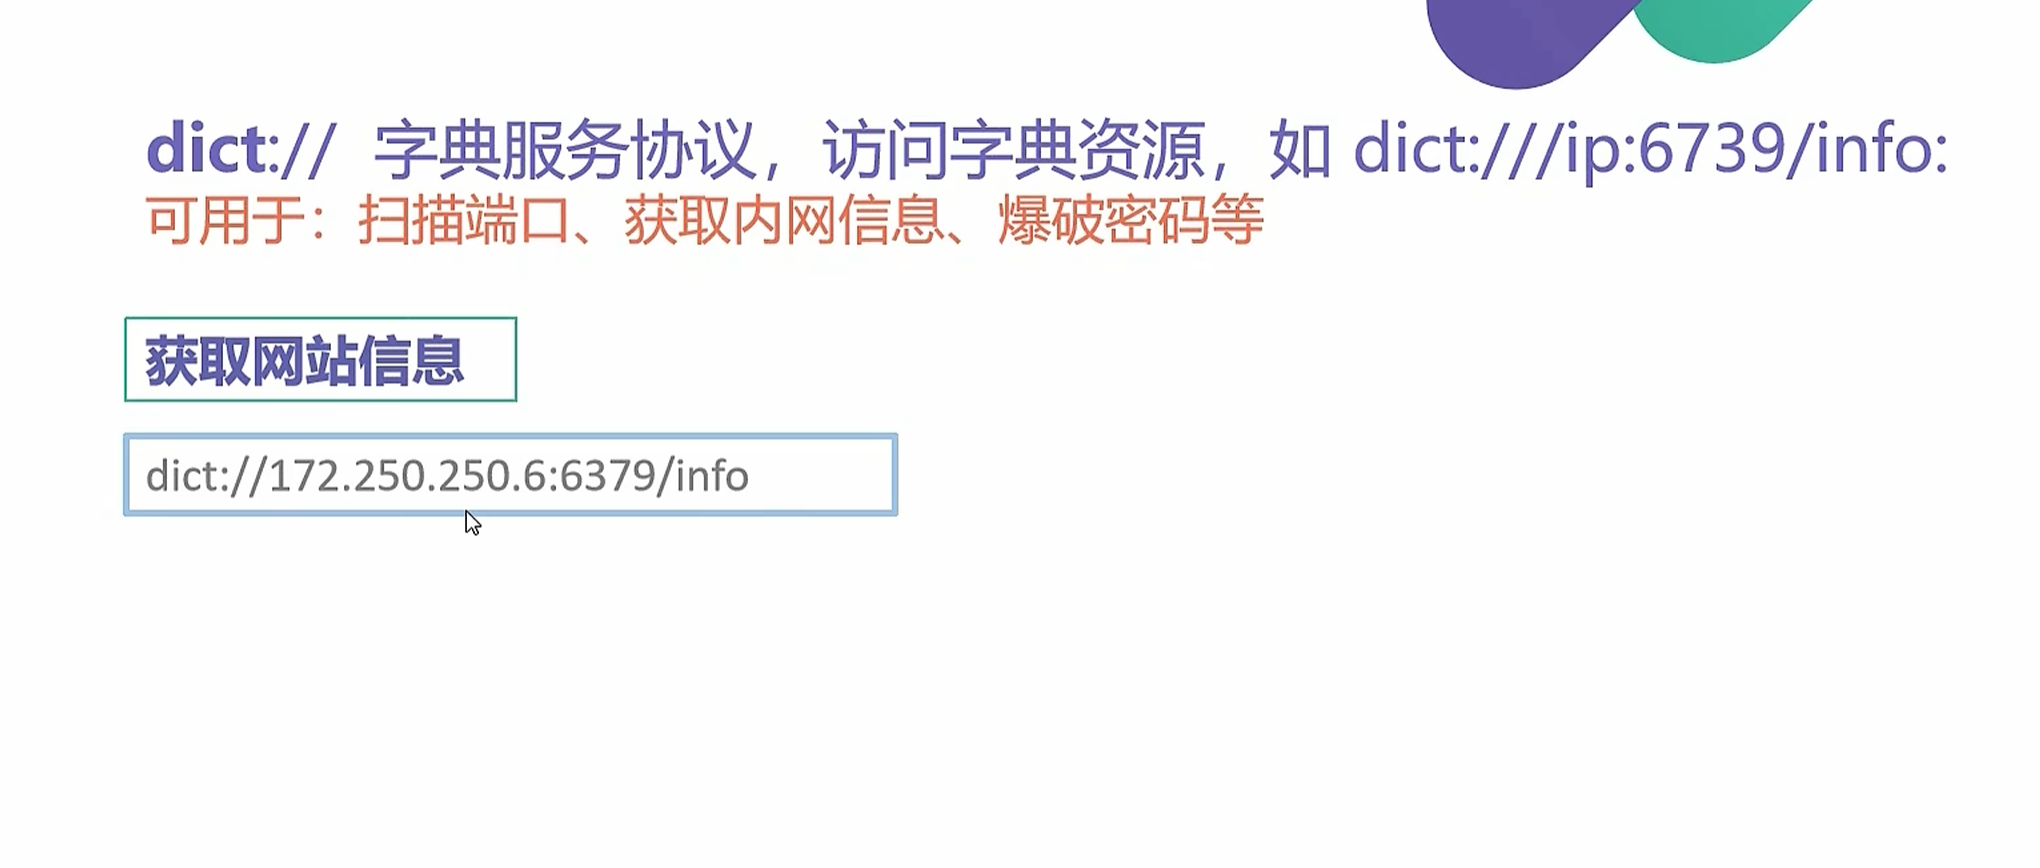 dict:// 字典服务协议，访问字典资源，如 dict:///ip:6739/info:
可用于：扫描端口、获取内网信息、爆破密码等
获取网站信息
dict://172.250.250.6:6379/info